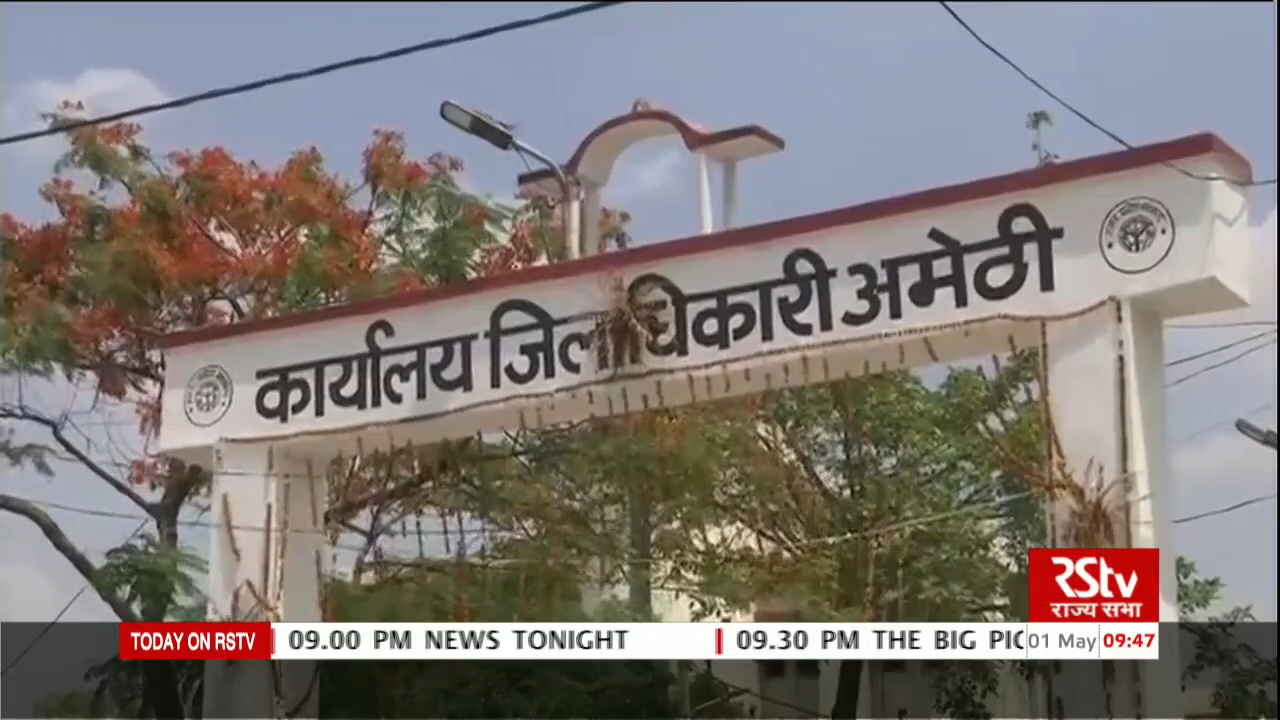 कार्यालय जिलाधिकारी अमेठी
RSTV
राज्य सभा
TODAY ON RSTV 09.00 PM NEWS TONIGHT 09.30 PM THE BIG PIC 01 May 09:47